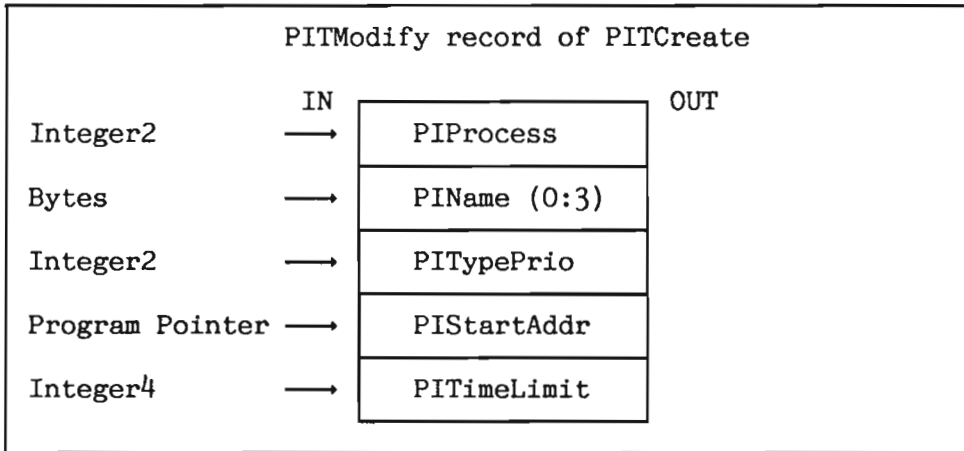 PITModify record of PITCreate
IN OUT
Integer2 PIProcess
Bytes PIName (0:3)
Integer2 PITypePrio
Program Pointer PIStartAddr
Integer4 PITimeLimit